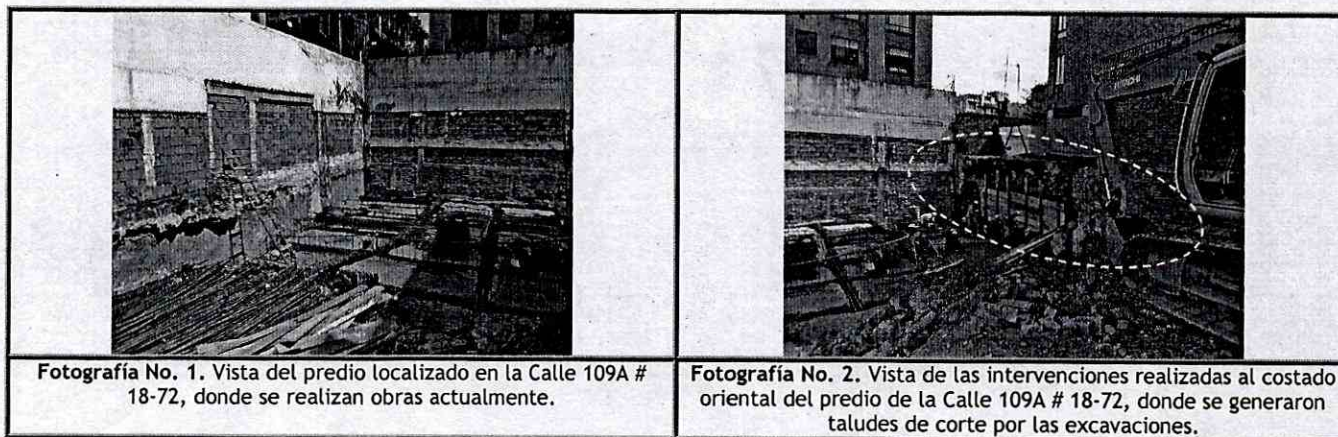 Fotografía No. 1. Vista del predio localizado en la Calle 109A #
18-72, donde se realizan obras actualmente.
Fotografía No. 2. Vista de las intervenciones realizadas al costado
oriental del predio de la Calle 109A # 18-72, donde se generaron
taludes de corte por las excavaciones.